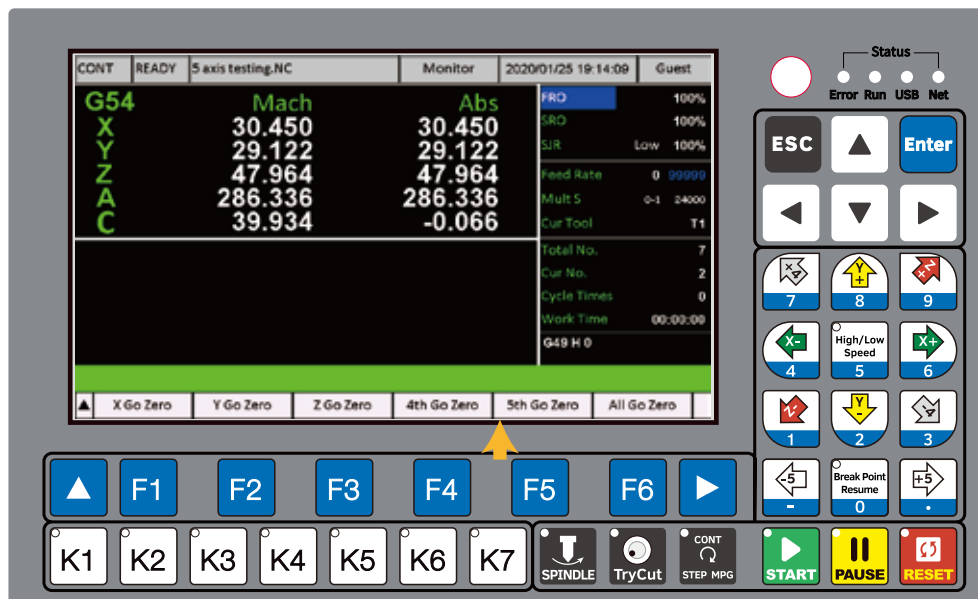 CONT READY 5 axis testing.NC Monitor 2020/01/25 19:14:09 Guest
G54 Mach Abs
X 30.450 30.450
Y 29.122 29.122
Z 47.964 47.964
A 286.336 286.336
C 39.934 -0.066
FRO 100%
SRO 100%
SJR Low 100%
Feed Rate 0 99999
Mult S 0-1 24000
Cur Tool T1
Total No. 7
Cur No. 2
Cycle Times 0
Work Time 00:00:00
G49 H 0
X Go Zero Y Go Zero Z Go Zero 4th Go Zero 5th Go Zero All Go Zero
Status
Error Run USB Net
ESC Enter
X4 Y+ Z+
7 8 9
X- High/Low Speed X+
4 5 6
Z- Y- -4
1 2 3
-5 Break Point Resume +5
- 0 .
F1 F2 F3 F4 F5 F6
K1 K2 K3 K4 K5 K6 K7
SPINDLE TryCut CONT STEP MPG
START PAUSE RESET